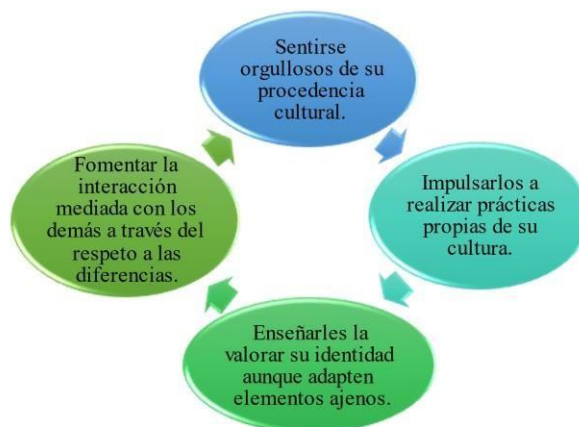 Sentirse
orgullosos de su
procedencia
cultural.
Impulsarlos a
realizar prácticas
propias de su
cultura.
Enseñarles la
valorar su identidad
aunque adapten
elementos ajenos.
Fomentar la
interacción
mediada con los
demás a través del
respeto a las
diferencias.